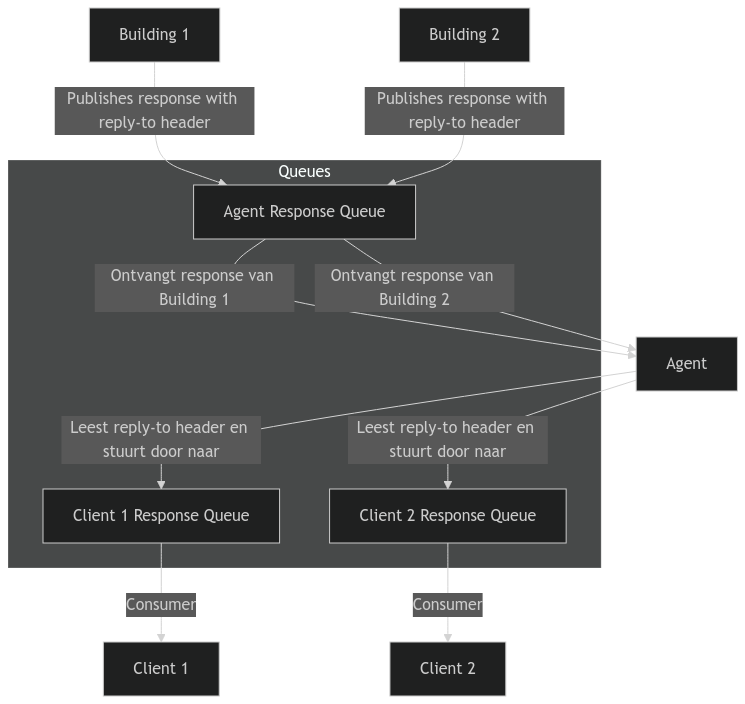 Building 1
Building 2
Publishes response with
reply-to header
Publishes response with
reply-to header
Queues
Agent Response Queue
Ontvangt response van
Building 1
Ontvangt response van
Building 2
Agent
Leest reply-to header en
stuurt door naar
Leest reply-to header en
stuurt door naar
Client 1 Response Queue
Client 2 Response Queue
Consumer
Consumer
Client 1
Client 2